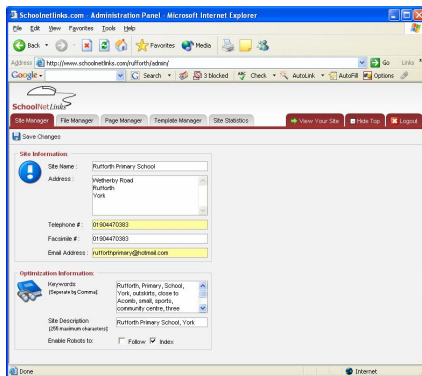 Schoolnetlinks.com - Administration Panel - Microsoft Internet Explorer
File Edit View Favorites Tools Help
Back Search Favorites Media
Address http://www.schoolnetlinks.com/rufforth/admin/ Go Links
Google Search 3 blocked Check AutoLink AutoFill Options
SchoolNetLinks
Site Manager File Manager Page Manager Template Manager Site Statistics View Your Site Hide Top Logout
Save Changes
Site Information
Site Name : Rufforth Primary School
Address : Wetherby Road
Rufforth
York
Telephone # : 01904470383
Facsimile # : 01904470383
Email Address : rufforthprimary@hotmail.com
Optimization Information:
Keywords
(Seperate by Comma)
Rufforth, Primary, School,
York, outskirts, close to
Acomb, small, sports,
community centre, three
Site Description
(255 maximum characters)
Rufforth Primary School, York
Enable Robots to: Follow Index
Done Internet